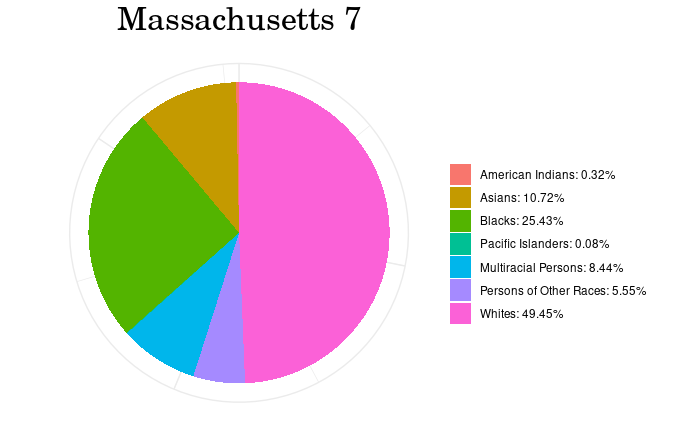 Massachusetts 7
American Indians: 0.32%
Asians: 10.72%
Blacks: 25.43%
Pacific Islanders: 0.08%
Multiracial Persons: 8.44%
Persons of Other Races: 5.55%
Whites: 49.45%